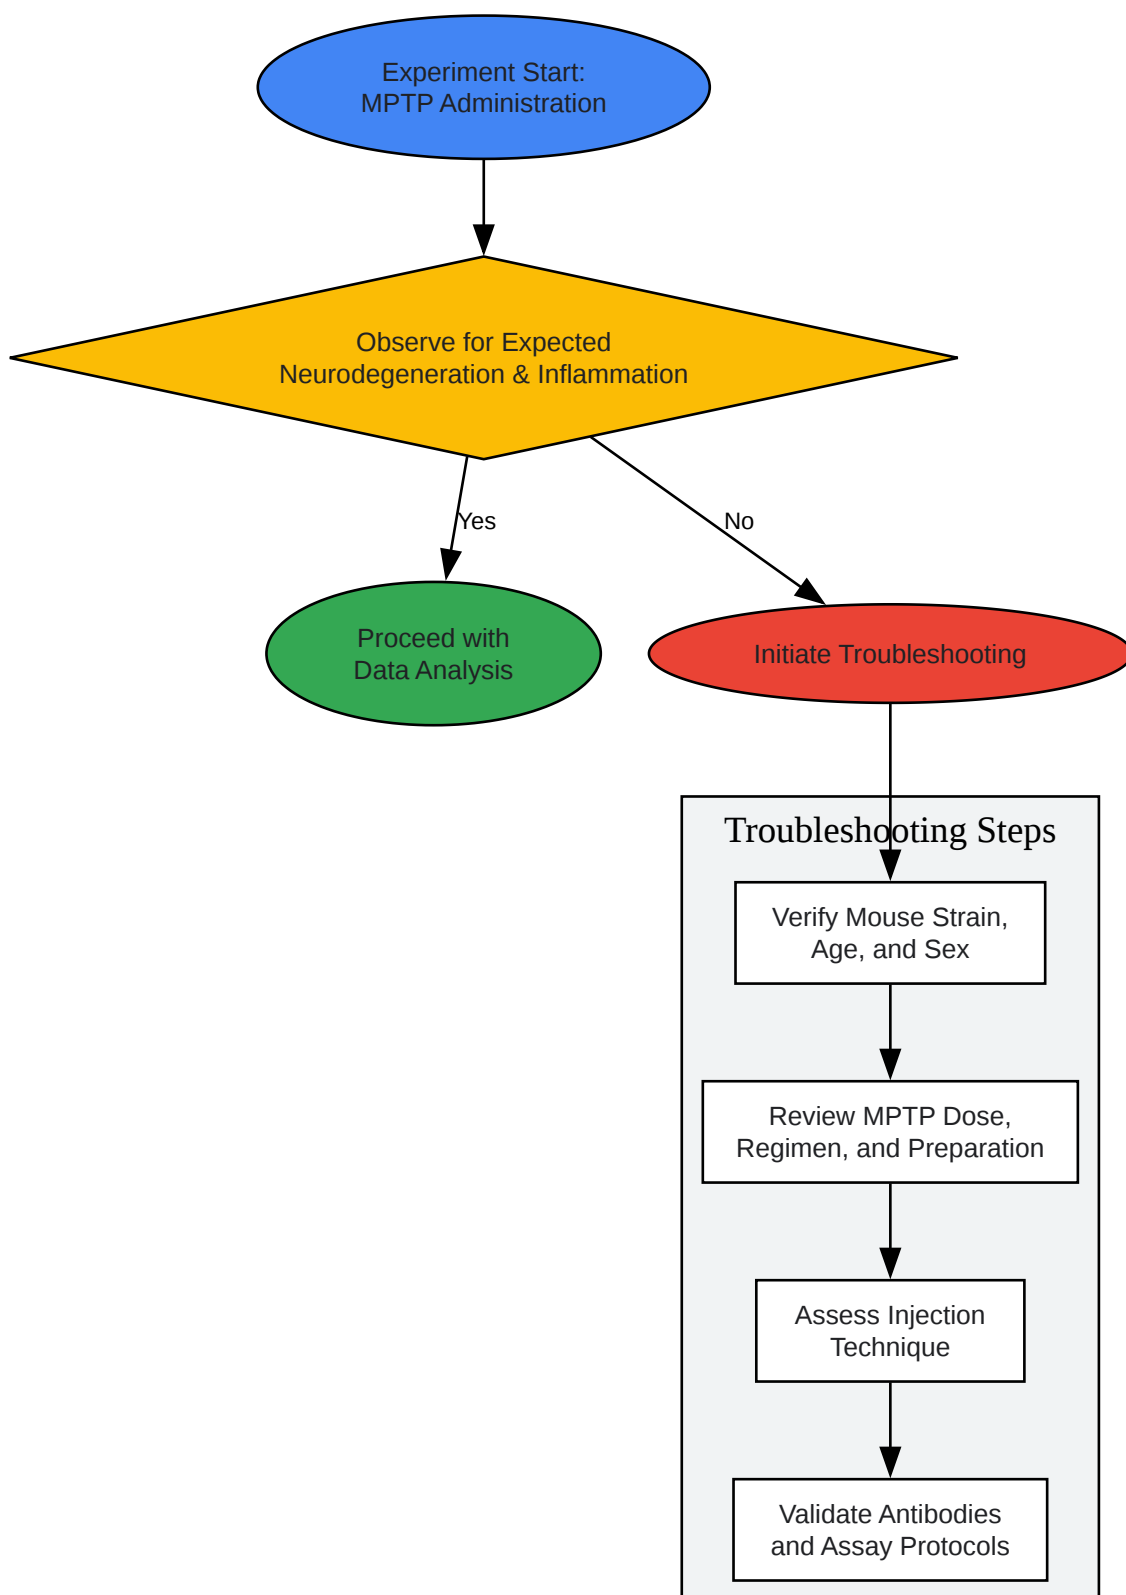 Experiment Start:
MPTP Administration
Observe for Expected
Neurodegeneration & Inflammation
Yes
No
Proceed with
Data Analysis
Initiate Troubleshooting
Troubleshooting Steps
Verify Mouse Strain,
Age, and Sex
Review MPTP Dose,
Regimen, and Preparation
Assess Injection
Technique
Validate Antibodies
and Assay Protocols